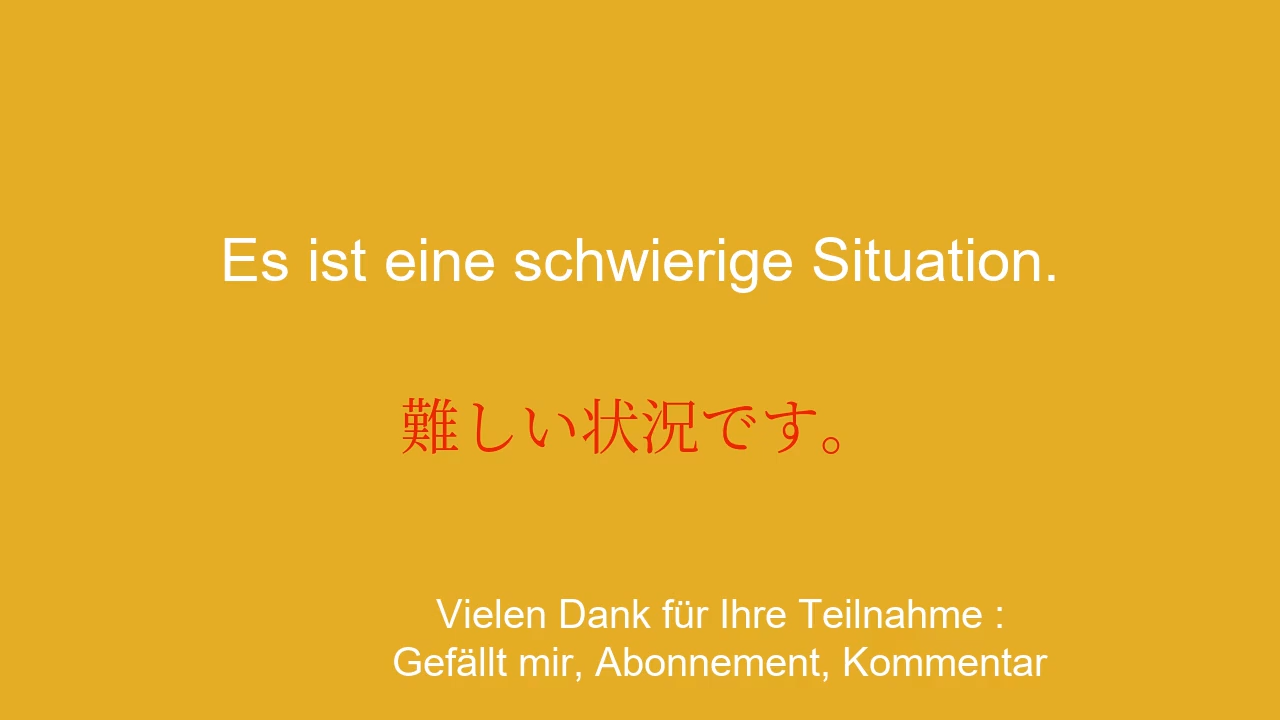 Es ist eine schwierige Situation.
難しい状況です。
Vielen Dank für Ihre Teilnahme :
Gefällt mir, Abonnement, Kommentar